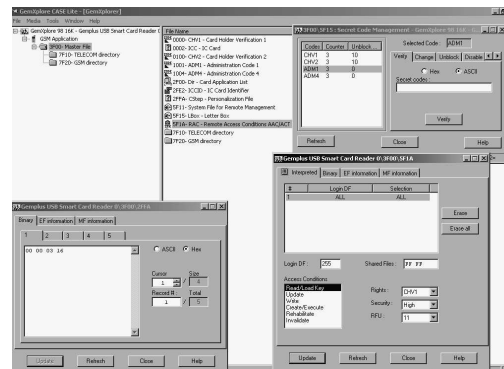 GemXplore CASE Lite - [GemXplorer]
File Media Tools Window Help
GemXplore 98 16K - Gemplus USB Smart Card Reader
GSM Application
3F00- Master File
7F10- TELECOM directory
7F20- GSM directory
File Name
0000- CHV1 - Card Holder Verification 1
0002- ICC - IC Card
0100- CHV2 - Card Holder Verification 2
1001- ADM1 - Administration Code 1
1004- ADM4 - Administration Code 4
2F00- Dir - Card Application List
2FE2- ICCID - IC Card Identifier
2FFA- CStep - Personalization File
5F11- System File for Remote Management
5F15- LBox - Letter Box
5F1A- RAC - Remote Access Conditions AAC/ACT
7F10- TELECOM directory
7F20- GSM directory
3F00\5F15 : Secret Code Management
Codes Counter Unblock...
CHV1 3 10
CHV2 3 10
ADM1 3 0
ADM4 3 0
Selected Code : ADM1
Verify Change Unblock Disable
Hex ASCII
Secret codes :
Verify
Refresh Close Help
Gemplus USB Smart Card Reader 0\3F00\5F1A
Interpreted Binary EF information MF information
# Login DF Selection
1 ALL ALL
Erase
Erase all
Login DF : 255 Shared Files : FF FF
Access Conditions
Read/Load Key
Update
Write
Create/Execute
Rehabilitate
Invalidate
Rights : CHV1
Security : High
RFU : 11
Update Refresh Close Help
Gemplus USB Smart Card Reader 0\3F00\2FFA
Binary EF information MF information
1 2 3 4 5
00 00 03 16
ASCII Hex
Cursor Size
1 / 4
Record # : Total
1 / 5
Update Refresh Close Help